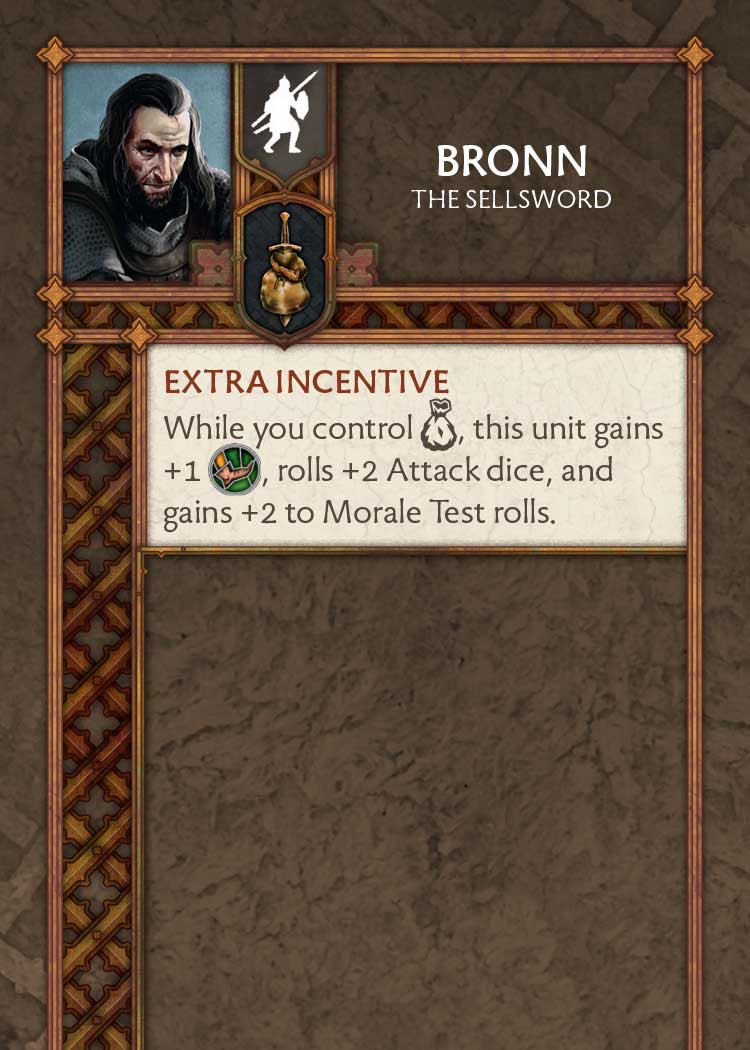 BRONN
THE SELLSWORD
EXTRA INCENTIVE
While you control , this unit gains
+1 , rolls +2 Attack dice, and
gains +2 to Morale Test rolls.